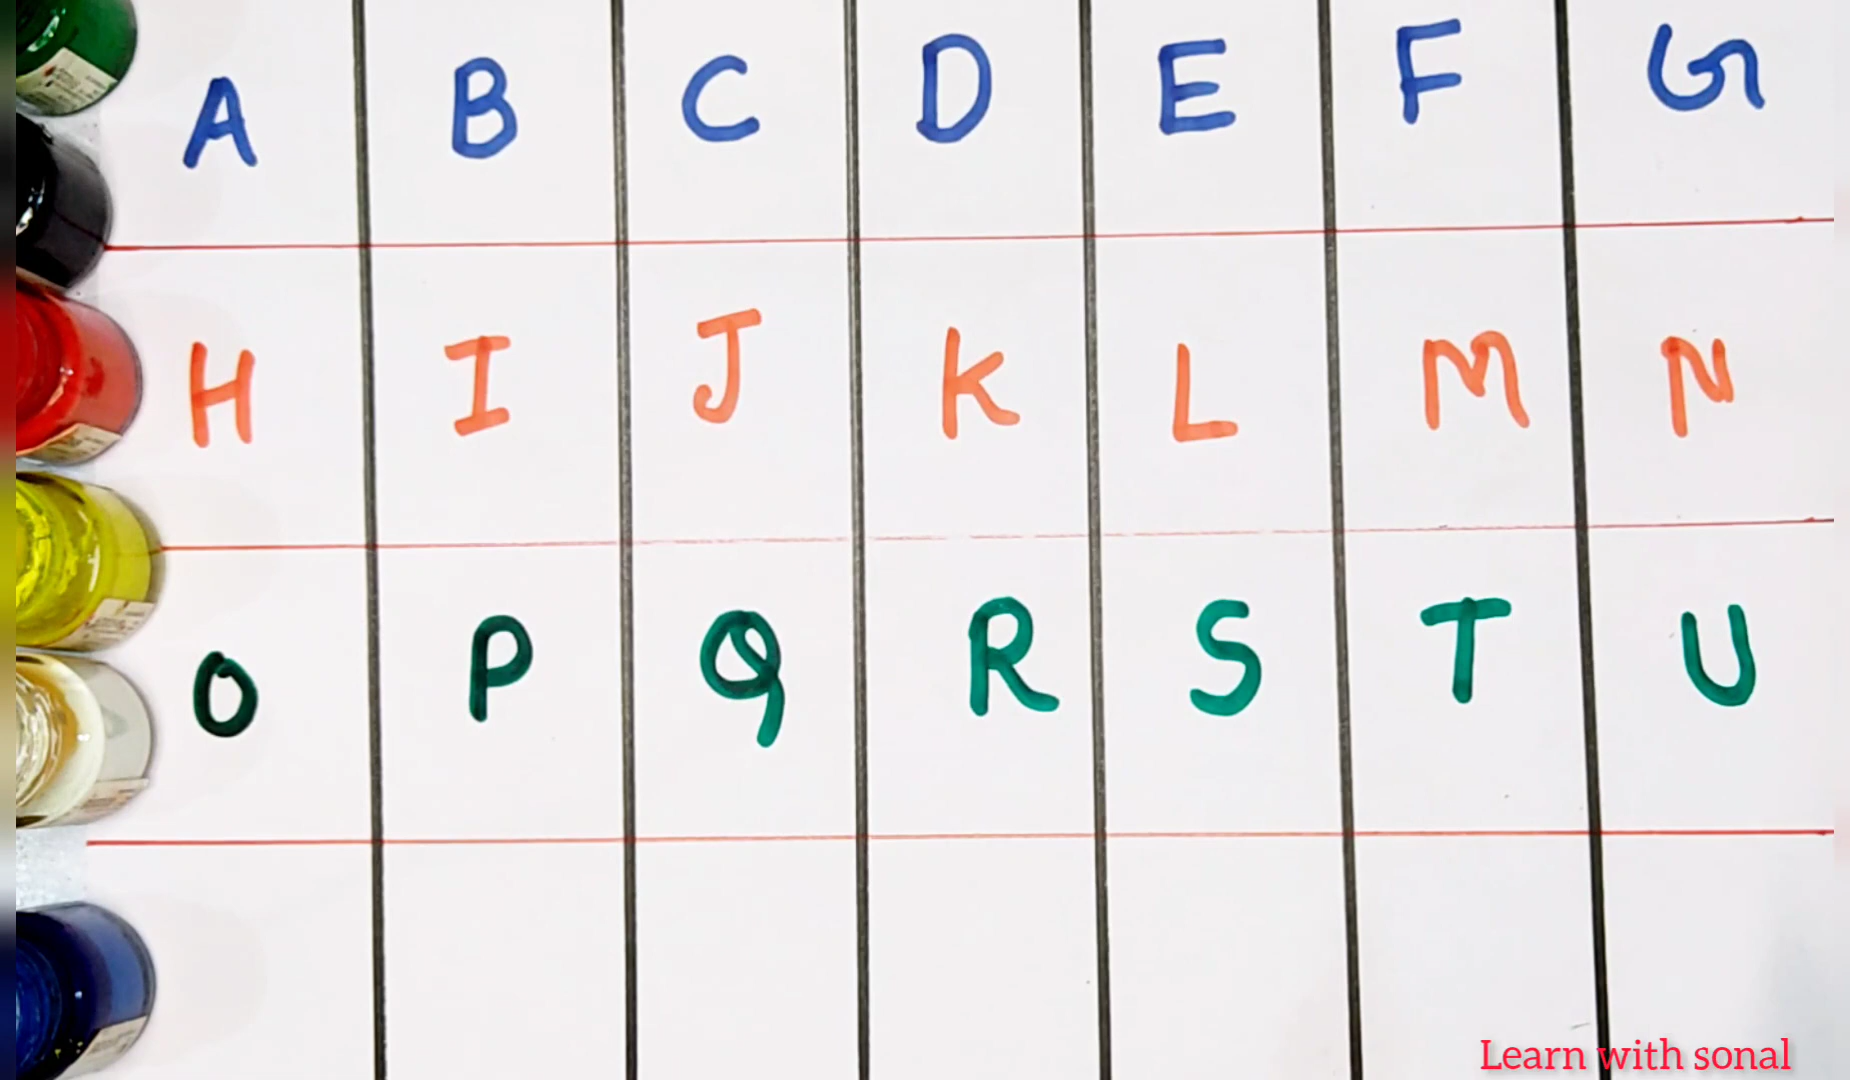 A B C D E F G
H I J K L M N
O P Q R S T U
Learn with sonal